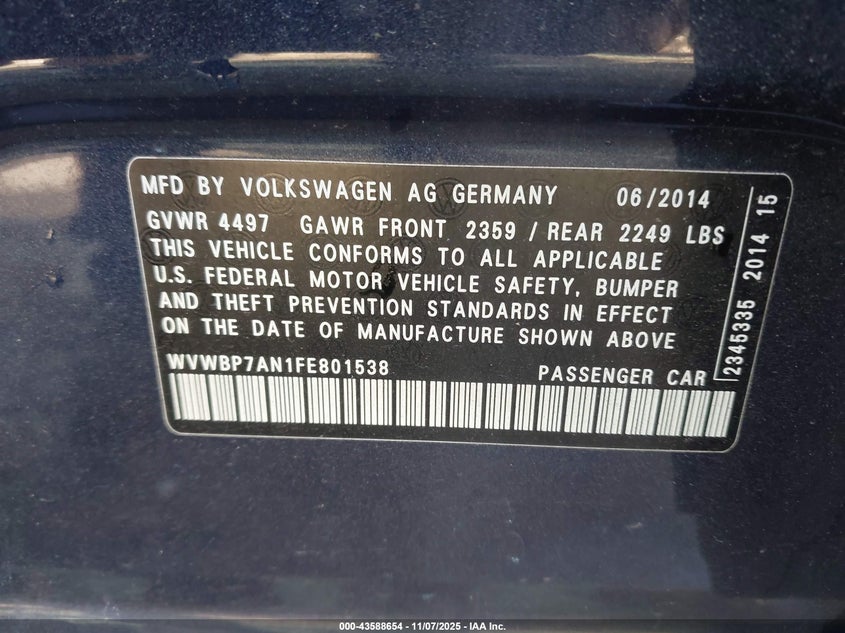 MFD BY VOLKSWAGEN AG GERMANY 06/2014
GVWR 4497 GAWR FRONT 2359 / REAR 2249 LBS
THIS VEHICLE CONFORMS TO ALL APPLICABLE
U.S. FEDERAL MOTOR VEHICLE SAFETY, BUMPER
AND THEFT PREVENTION STANDARDS IN EFFECT
ON THE DATE OF MANUFACTURE SHOWN ABOVE
WVWBP7AN1FE801538 PASSENGER CAR
2345335 2014 15
000-43588654 - 11/07/2025 - IAA Inc.